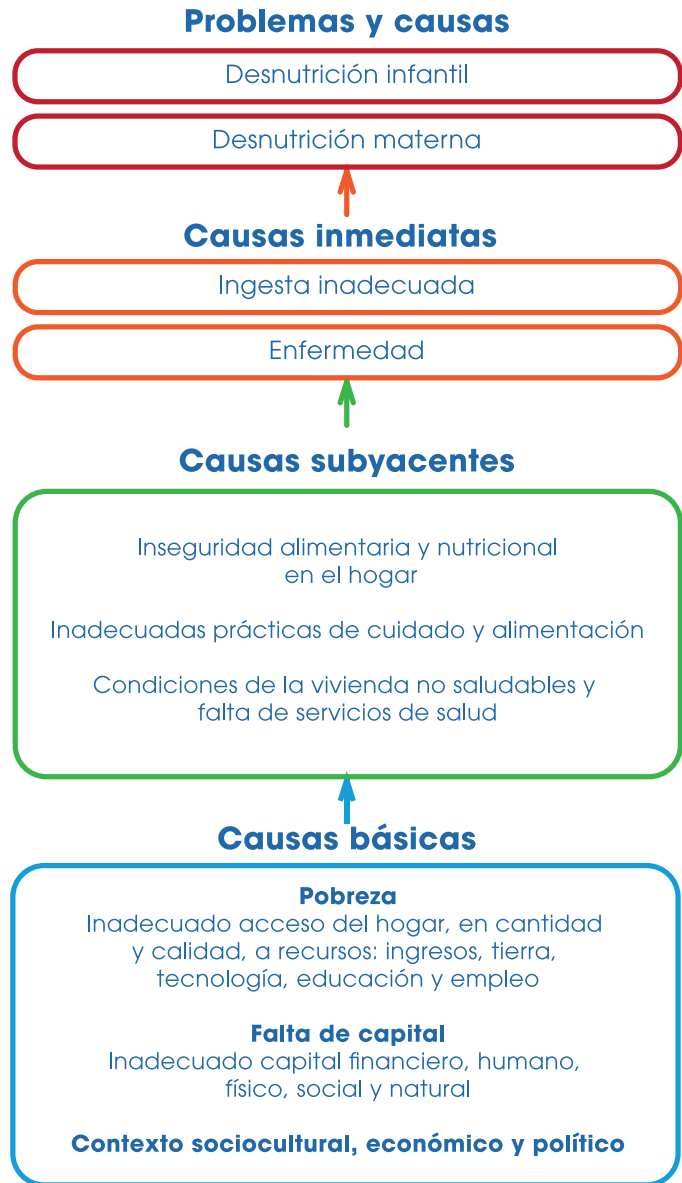 Problemas y causas
Desnutrición infantil
Desnutrición materna
Causas inmediatas
Ingesta inadecuada
Enfermedad
Causas subyacentes
Inseguridad alimentaria y nutricional
en el hogar
Inadecuadas prácticas de cuidado y alimentación
Condiciones de la vivienda no saludables y
falta de servicios de salud
Causas básicas
Pobreza
Inadecuado acceso del hogar, en cantidad
y calidad, a recursos: ingresos, tierra,
tecnología, educación y empleo
Falta de capital
Inadecuado capital financiero, humano,
físico, social y natural
Contexto sociocultural, económico y político